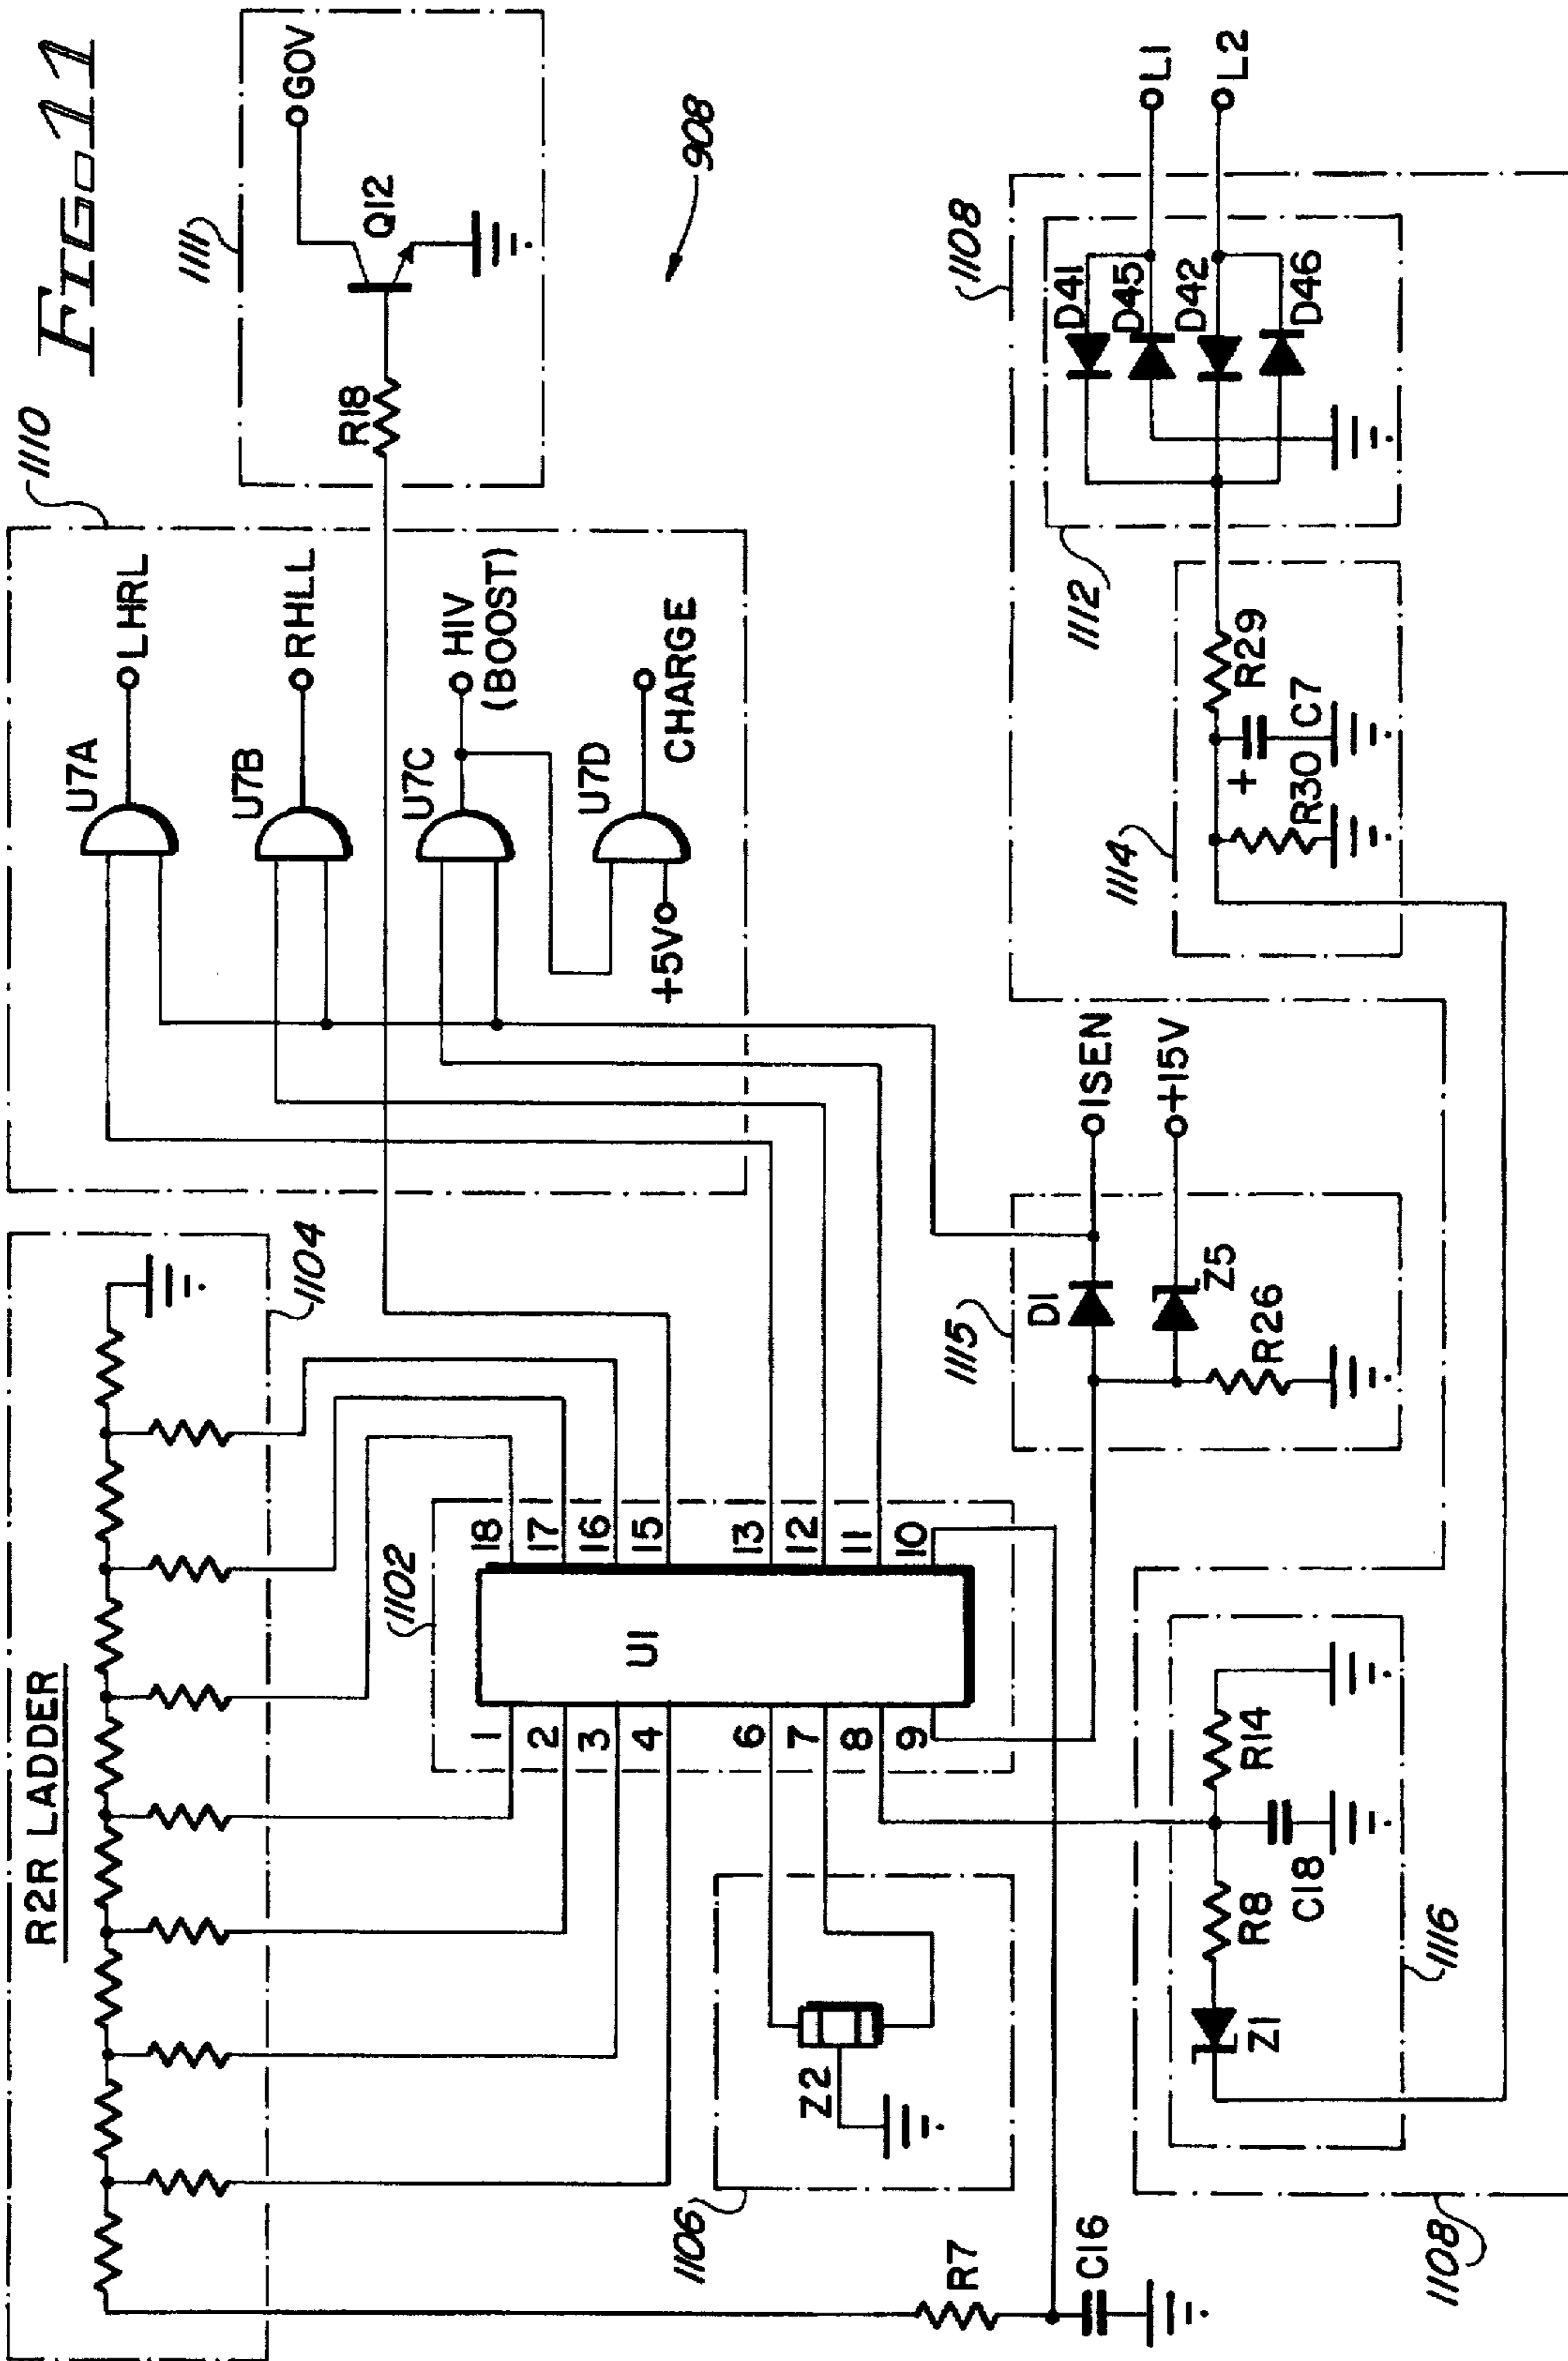 FIG. 11
R2R LADDER
1104
1110
U7A
LHRL
U7B
RHLL
U7C
HIV
(BOOST)
U7D
CHARGE
+5V
1111
GOV
Q12
R18
908
1102
U1
1
2
3
4
6
7
8
9
18
17
16
15
13
12
11
10
1106
Z2
R7
C16
1115
D1
ISEN
+15V
Z5
R26
1108
L1
L2
D41
D45
D42
D46
1112
1114
R29
+
C7
R30
1116
Z1
R8
C18
R14
1108